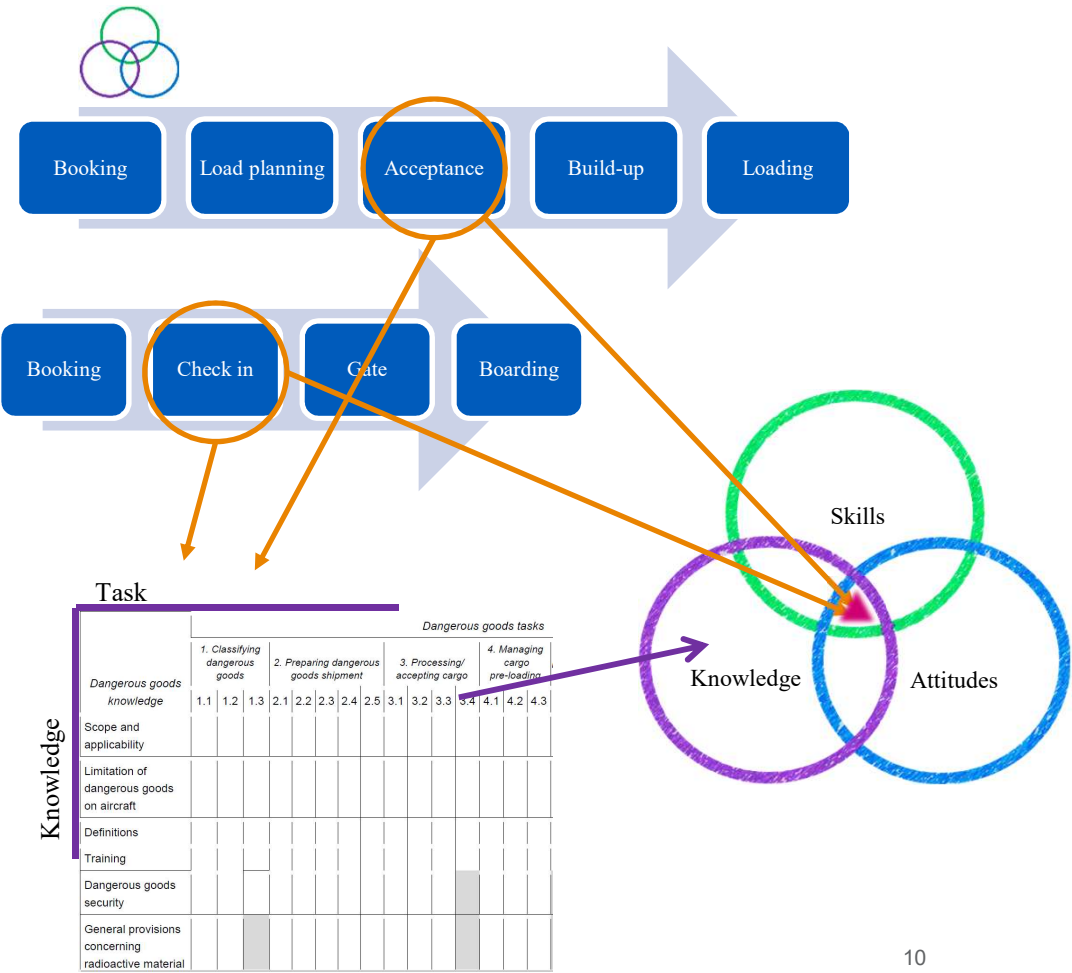 Booking
Load planning
Acceptance
Build-up
Loading
Booking
Check in
Gate
Boarding
Skills
Knowledge
Attitudes
Task
Knowledge
Dangerous goods tasks
1. Classifying
dangerous
goods
2. Preparing dangerous
goods shipment
3. Processing/
accepting cargo
4. Managing
cargo
pre-loading
Dangerous goods
knowledge
1.1 1.2 1.3 2.1 2.2 2.3 2.4 2.5 3.1 3.2 3.3 3.4 4.1 4.2 4.3
Scope and
applicability
Limitation of
dangerous goods
on aircraft
Definitions
Training
Dangerous goods
security
General provisions
concerning
radioactive material
10